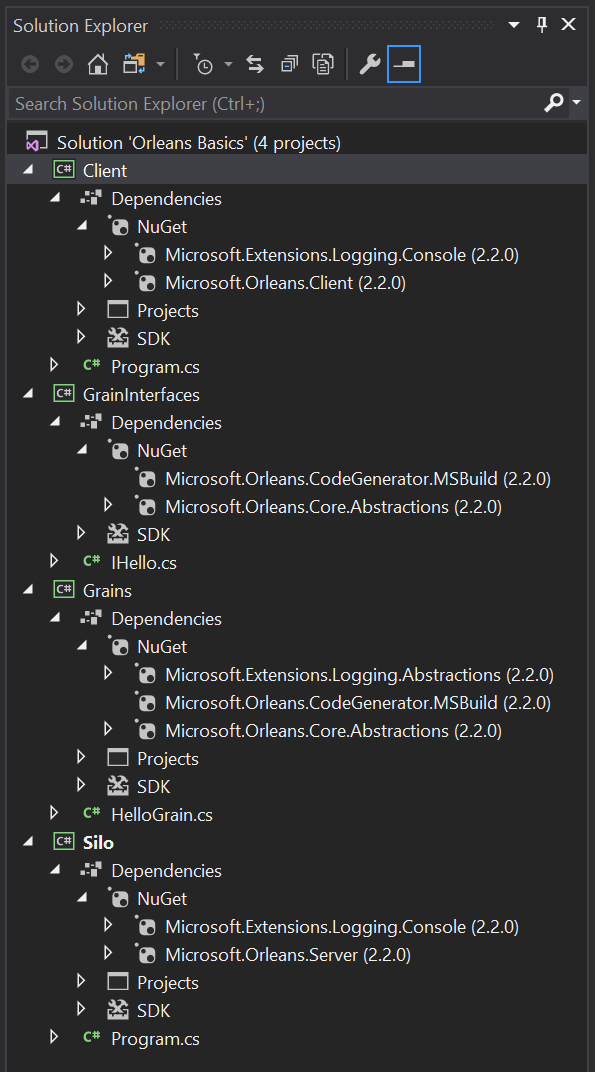 Solution Explorer
Search Solution Explorer (Ctrl+;)
Solution 'Orleans Basics' (4 projects)
C# Client
Dependencies
NuGet
Microsoft.Extensions.Logging.Console (2.2.0)
Microsoft.Orleans.Client (2.2.0)
Projects
SDK
C# Program.cs
C# GrainInterfaces
Dependencies
NuGet
Microsoft.Orleans.CodeGenerator.MSBuild (2.2.0)
Microsoft.Orleans.Core.Abstractions (2.2.0)
SDK
C# IHello.cs
C# Grains
Dependencies
NuGet
Microsoft.Extensions.Logging.Abstractions (2.2.0)
Microsoft.Orleans.CodeGenerator.MSBuild (2.2.0)
Microsoft.Orleans.Core.Abstractions (2.2.0)
Projects
SDK
C# HelloGrain.cs
C# Silo
Dependencies
NuGet
Microsoft.Extensions.Logging.Console (2.2.0)
Microsoft.Orleans.Server (2.2.0)
Projects
SDK
C# Program.cs